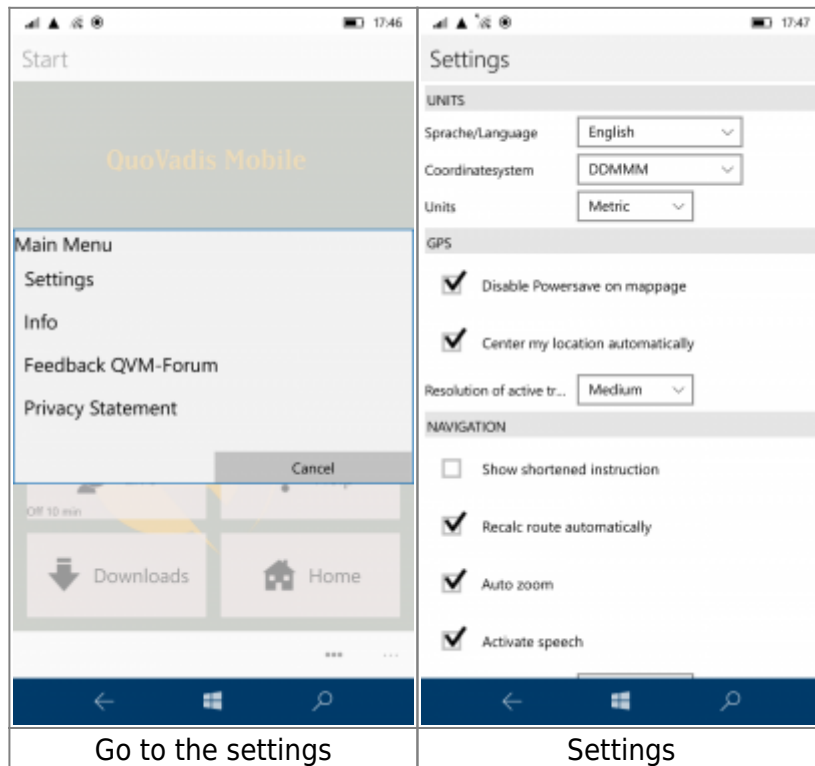 17:46
Start
QuoVadis Mobile
Main Menu
Settings
Info
Feedback QVM-Forum
Privacy Statement
Cancel
Off 10 min
Downloads
Home
Go to the settings
17:47
Settings
UNITS
Sprache/Language English
Coordinatesystem DDMMM
Units Metric
GPS
Disable Powersave on mappage
Center my location automatically
Resolution of active tr... Medium
NAVIGATION
Show shortened instruction
Recalc route automatically
Auto zoom
Activate speech
Settings